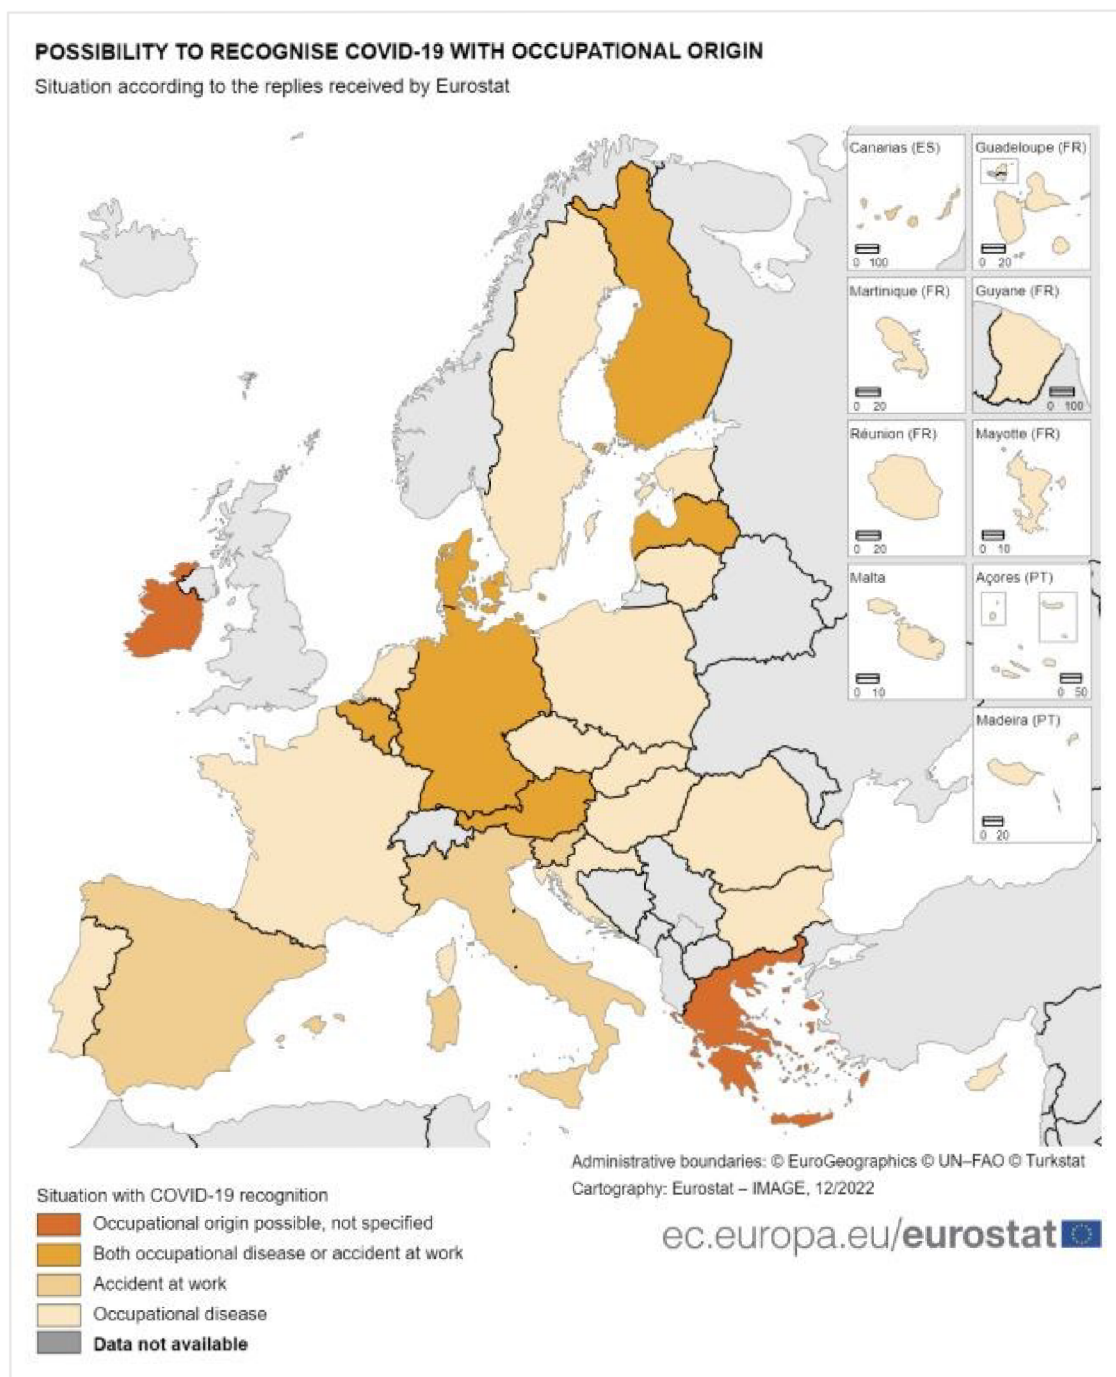 POSSIBILITY TO RECOGNISE COVID-19 WITH OCCUPATIONAL ORIGIN
Situation according to the replies received by Eurostat
Canarias (ES)
0 100
Guadeloupe (FR)
0 20
Martinique (FR)
0 20
Guyane (FR)
0 100
Réunion (FR)
0 20
Mayotte (FR)
0 10
Malta
0 10
Açores (PT)
0 50
Madeira (PT)
0 20
Administrative boundaries: © EuroGeographics © UN–FAO © Turkstat
Cartography: Eurostat – IMAGE, 12/2022
Situation with COVID-19 recognition
Occupational origin possible, not specified
Both occupational disease or accident at work
Accident at work
Occupational disease
Data not available
ec.europa.eu/eurostat